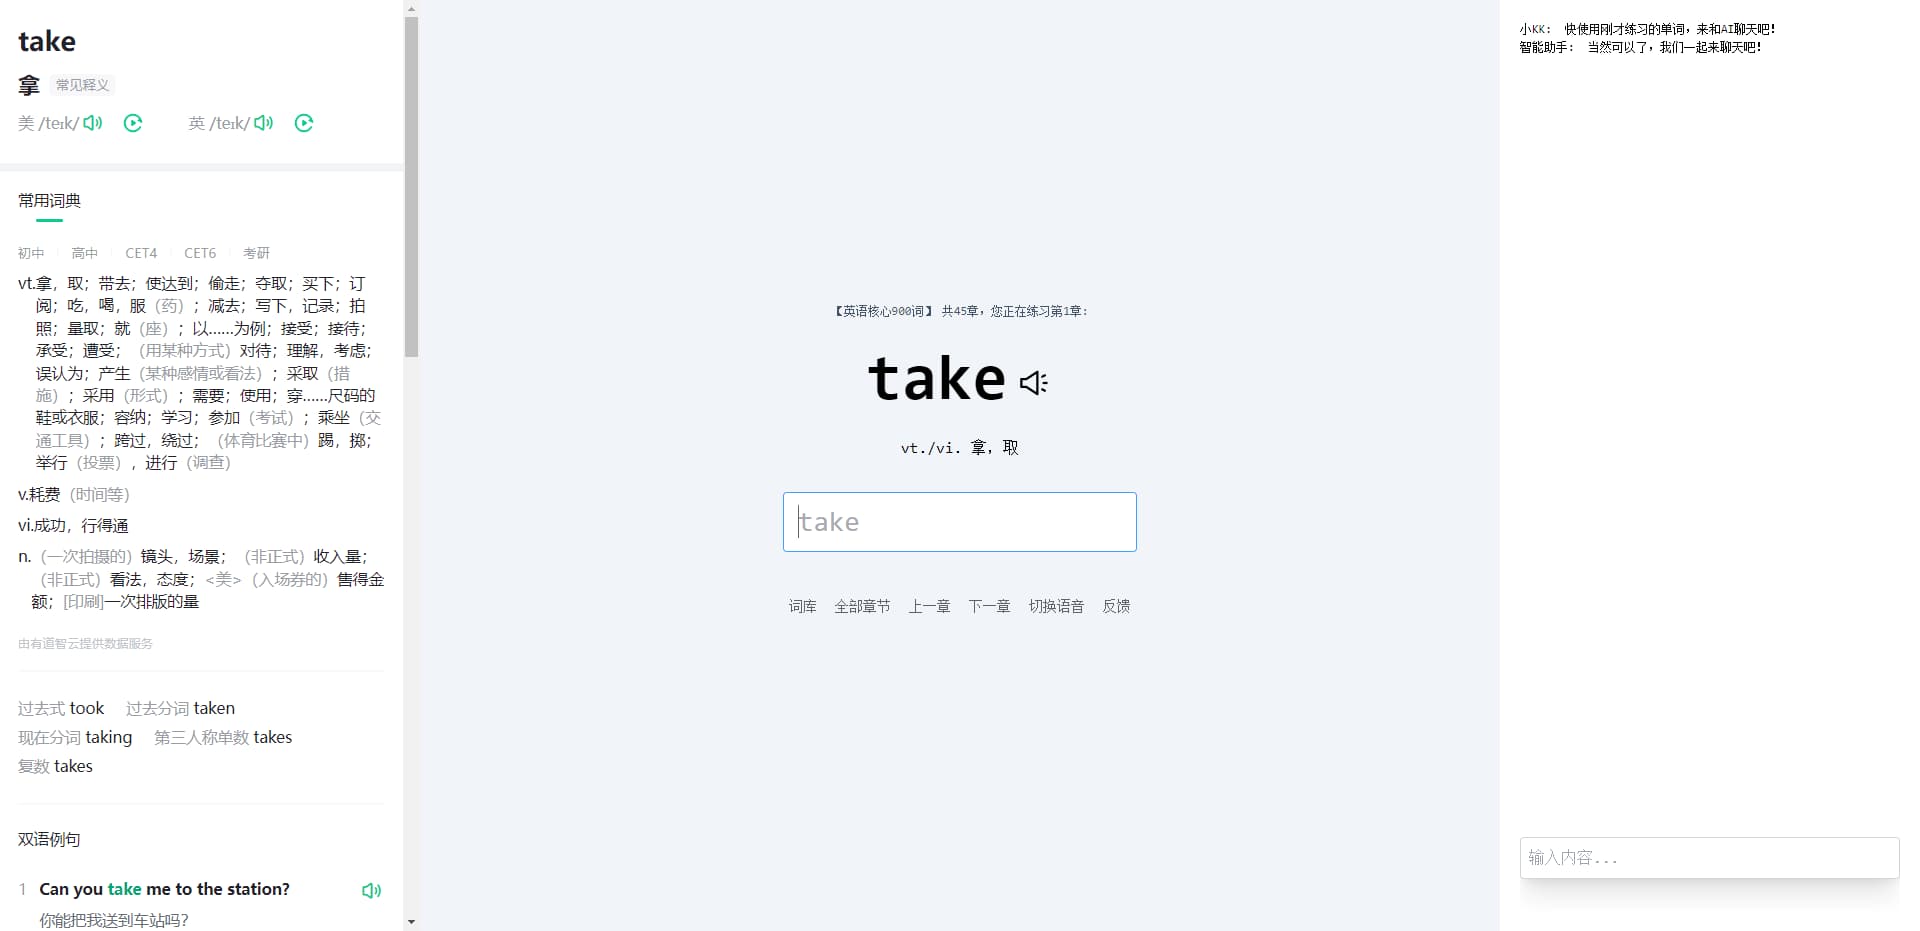 take
拿 常见释义
美 /teɪk/ 英 /teɪk/
常用词典
初中 高中 CET4 CET6 考研
vt.拿，取；带去；使达到；偷走；夺取；买下；订
阅；吃，喝，服（药）；减去；写下，记录；拍
照；量取；就（座）；以……为例；接受；接待；
承受；遭受；（用某种方式）对待；理解，考虑；
误认为；产生（某种感情或看法）；采取（措
施）；采用（形式）；需要；使用；穿……尺码的
鞋或衣服；容纳；学习；参加（考试）；乘坐（交
通工具）；跨过，绕过；（体育比赛中）踢，掷；
举行（投票），进行（调查）
v.耗费（时间等）
vi.成功，行得通
n.（一次拍摄的）镜头，场景；（非正式）收入量；
（非正式）看法，态度；<美>（入场券的）售得金
额；[印刷]一次排版的量
由有道智云提供数据服务
过去式 took 过去分词 taken
现在分词 taking 第三人称单数 takes
复数 takes
双语例句
1 Can you take me to the station?
你能把我送到车站吗?
【英语核心900词】 共45章，您正在练习第1章:
take
vt./vi. 拿，取
take
词库 全部章节 上一章 下一章 切换语音 反馈
小KK: 快使用刚才练习的单词，来和AI聊天吧!
智能助手: 当然可以了，我们一起来聊天吧!
输入内容...